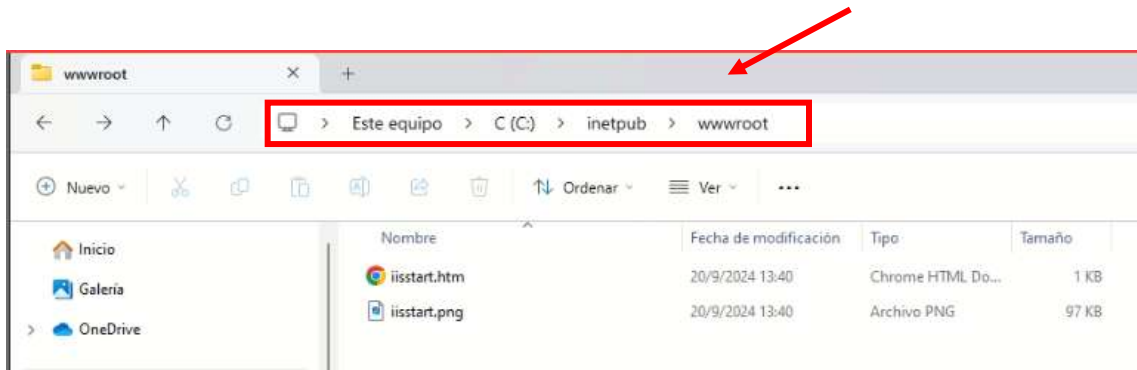 wwwroot
Este equipo > C (C:) > inetpub > wwwroot
Nuevo Ordenar Ver ...
Nombre Fecha de modificación Tipo Tamaño
Inicio
iisstart.htm 20/9/2024 13:40 Chrome HTML Do... 1 KB
Galería
iisstart.png 20/9/2024 13:40 Archivo PNG 97 KB
OneDrive